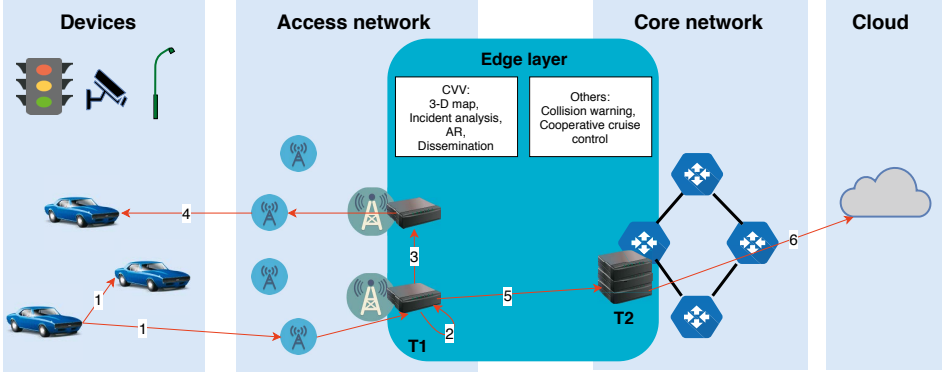 Devices
Access network
Core network
Cloud
Edge layer
CVV:
3-D map,
Incident analysis,
AR,
Dissemination
Others:
Collision warning,
Cooperative cruise
control
4
3
6
1
5
1
2
T1
T2